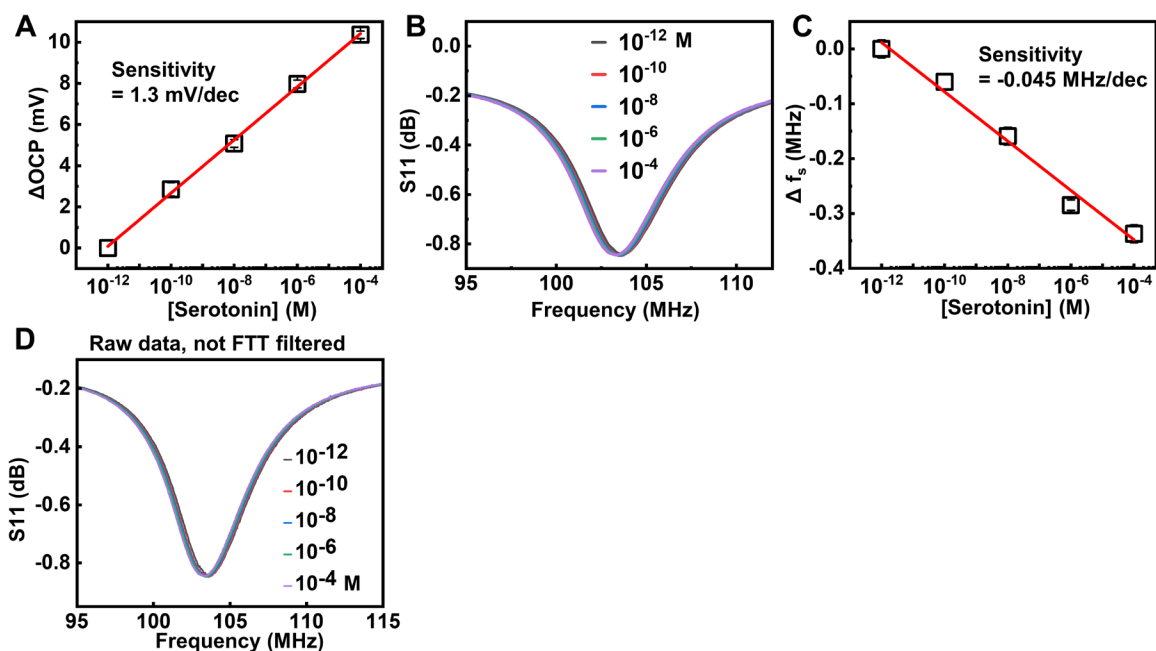 A
ΔOCP (mV)
10
8
6
4
2
0
Sensitivity
= 1.3 mV/dec
10⁻¹² 10⁻¹⁰ 10⁻⁸ 10⁻⁶ 10⁻⁴
[Serotonin] (M)
B
S11 (dB)
0.0
-0.2
-0.4
-0.6
-0.8
10⁻¹² M
10⁻¹⁰
10⁻⁸
10⁻⁶
10⁻⁴
95 100 105 110
Frequency (MHz)
C
Δ fₛ (MHz)
0.0
-0.1
-0.2
-0.3
-0.4
Sensitivity
= -0.045 MHz/dec
10⁻¹² 10⁻¹⁰ 10⁻⁸ 10⁻⁶ 10⁻⁴
[Serotonin] (M)
D
Raw data, not FTT filtered
S11 (dB)
-0.2
-0.4
-0.6
-0.8
10⁻¹²
10⁻¹⁰
10⁻⁸
10⁻⁶
10⁻⁴ M
95 100 105 110 115
Frequency (MHz)